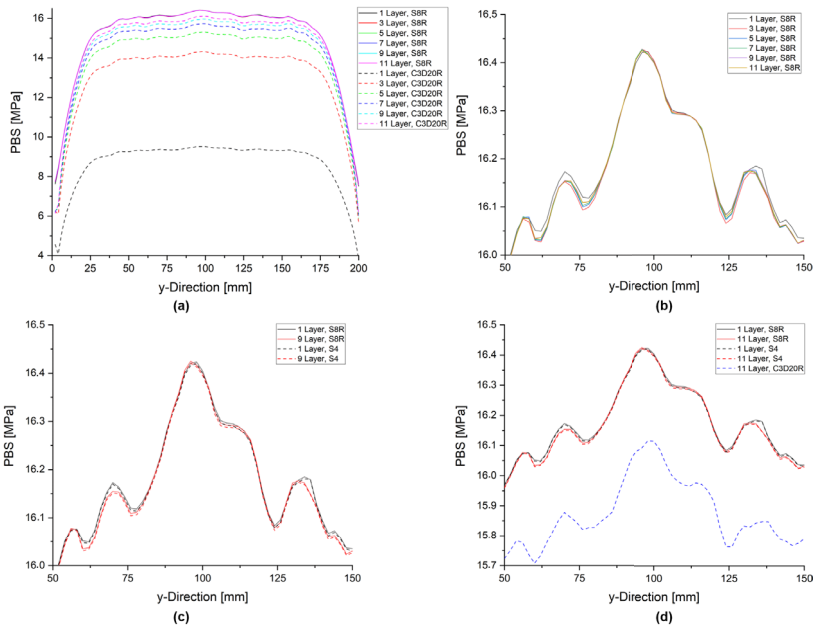 PBS [MPa]
16
14
12
10
9
8
6
4
0
25
50
75
100
125
150
175
200
y-Direction [mm]
1 Layer, S8R
3 Layer, S8R
5 Layer, S8R
7 Layer, S8R
9 Layer, S8R
11 Layer, S8R
1 Layer, C3D20R
3 Layer, C3D20R
5 Layer, C3D20R
7 Layer, C3D20R
9 Layer, C3D20R
11 Layer, C3D20R
(a)
PBS [MPa]
16.5
16.3
16.2
16.1
16.0
50
75
100
125
150
y-Direction [mm]
1 Layer, S8R
3 Layer, S8R
5 Layer, S8R
7 Layer, S8R
9 Layer, S8R
11 Layer, S8R
(b)
PBS [MPa]
16.5
16.4
16.3
16.2
16.1
16.0
50
75
100
125
150
y-Direction [mm]
1 Layer, S8R
9 Layer, S8R
1 Layer, S4
9 Layer, S4
(c)
PBS [MPa]
16.5
16.4
16.3
16.2
16.1
15.9
15.8
15.7
50
75
100
125
150
y-Direction [mm]
1 Layer, S8R
11 Layer, S8R
1 Layer, S4
11 Layer, S4
11 Layer, C3D20R
(d)